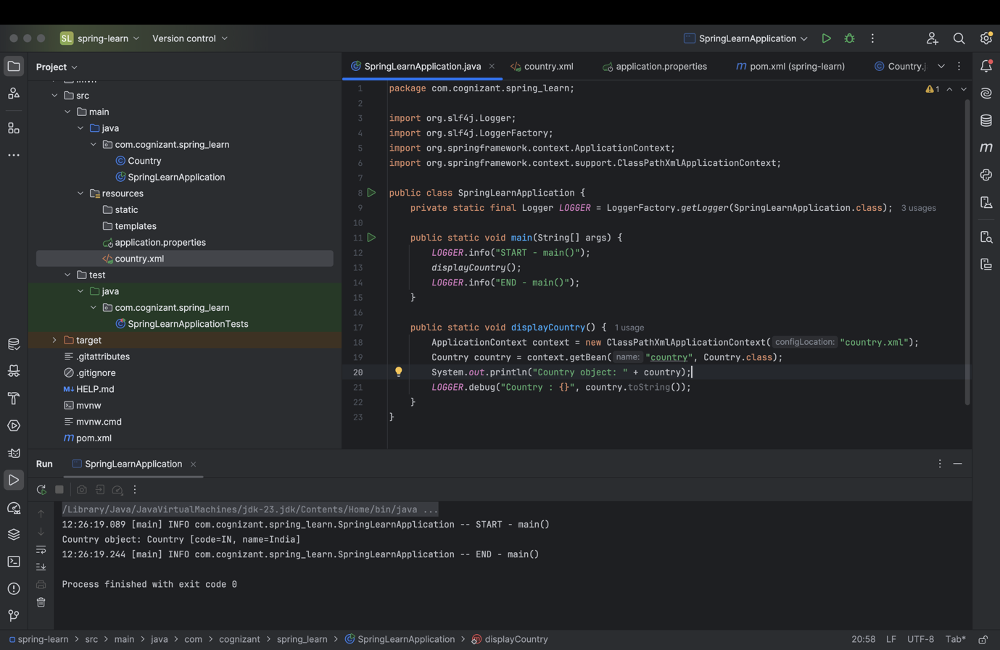 SL spring-learn
Version control
SpringLearnApplication
Project
src
main
java
com.cognizant.spring_learn
Country
SpringLearnApplication
resources
static
templates
application.properties
country.xml
test
java
com.cognizant.spring_learn
SpringLearnApplicationTests
target
.gitattributes
.gitignore
HELP.md
mvnw
mvnw.cmd
pom.xml
SpringLearnApplication.java
country.xml
application.properties
pom.xml (spring-learn)
Country.j
1 package com.cognizant.spring_learn;
1
2
3 import org.slf4j.Logger;
4 import org.slf4j.LoggerFactory;
5 import org.springframework.context.ApplicationContext;
6 import org.springframework.context.support.ClassPathXmlApplicationContext;
7
8 public class SpringLearnApplication {
9 private static final Logger LOGGER = LoggerFactory.getLogger(SpringLearnApplication.class); 3 usages
10
11 public static void main(String[] args) {
12 LOGGER.info("START - main()");
13 displayCountry();
14 LOGGER.info("END - main()");
15 }
16
17 public static void displayCountry() { 1 usage
18 ApplicationContext context = new ClassPathXmlApplicationContext( configLocation: "country.xml");
19 Country country = context.getBean( name: "country", Country.class);
20 System.out.println("Country object: " + country);
21 LOGGER.debug("Country : {}", country.toString());
22 }
23 }
Run
SpringLearnApplication
/Library/Java/JavaVirtualMachines/jdk-23.jdk/Contents/Home/bin/java ...
12:26:19.089 [main] INFO com.cognizant.spring_learn.SpringLearnApplication -- START - main()
Country object: Country [code=IN, name=India]
12:26:19.244 [main] INFO com.cognizant.spring_learn.SpringLearnApplication -- END - main()
Process finished with exit code 0
spring-learn > src > main > java > com > cognizant > spring_learn > SpringLearnApplication > displayCountry
20:58 LF UTF-8 Tab*